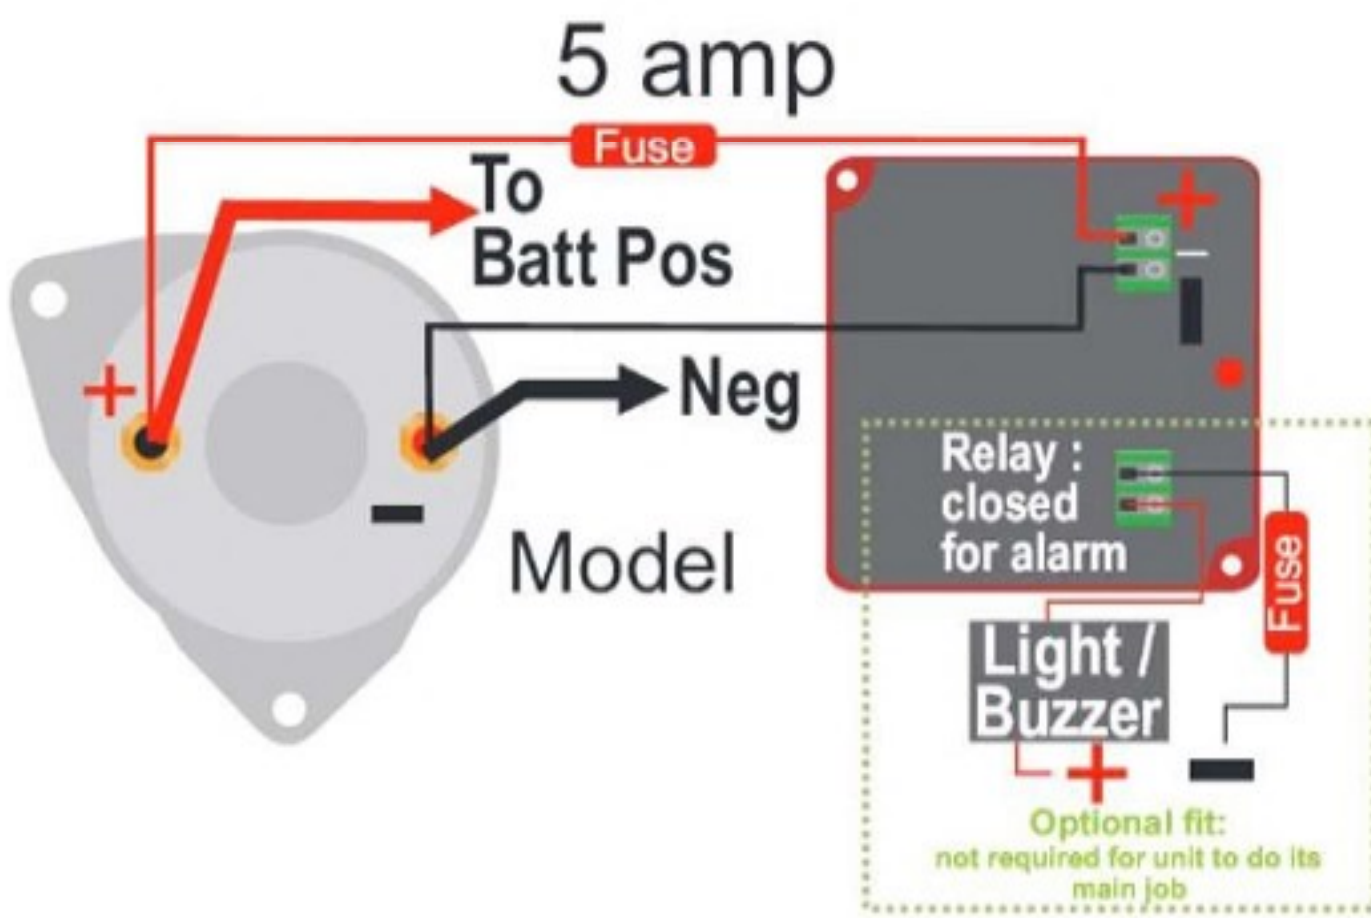 5 amp
Fuse
To
Batt Pos
+
Neg
+
Model
Relay :
closed
for alarm
Fuse
Light /
Buzzer
+
Optional fit:
not required for unit to do its
main job